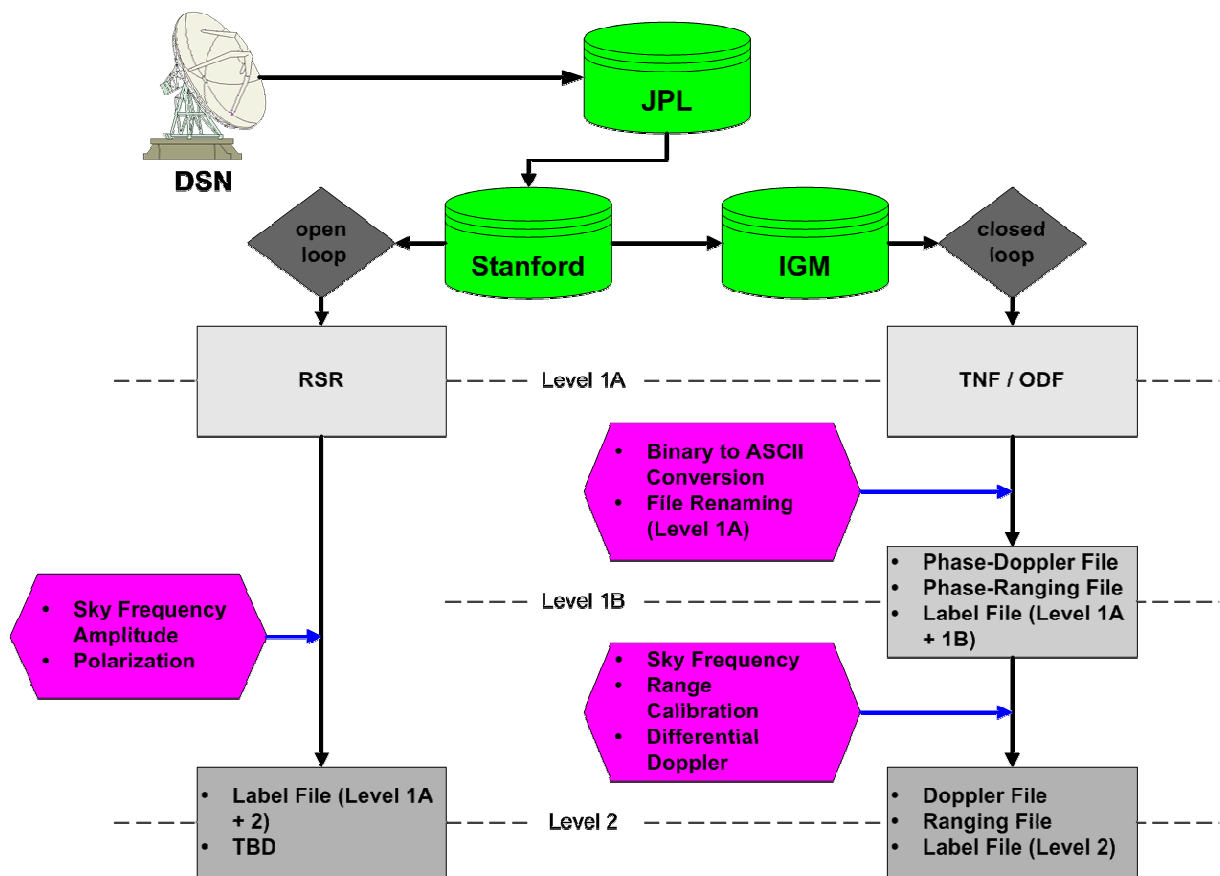 JPL
DSN
open
loop
Stanford
IGM
closed
loop
RSR
Level 1A
TNF / ODF
• Binary to ASCII
Conversion
• File Renaming
(Level 1A)
• Phase-Doppler File
• Phase-Ranging File
• Label File (Level 1A
+ 1B)
Level 1B
• Sky Frequency
Amplitude
• Polarization
• Sky Frequency
• Range
Calibration
• Differential
Doppler
• Label File (Level 1A
+ 2)
• TBD
Level 2
• Doppler File
• Ranging File
• Label File (Level 2)